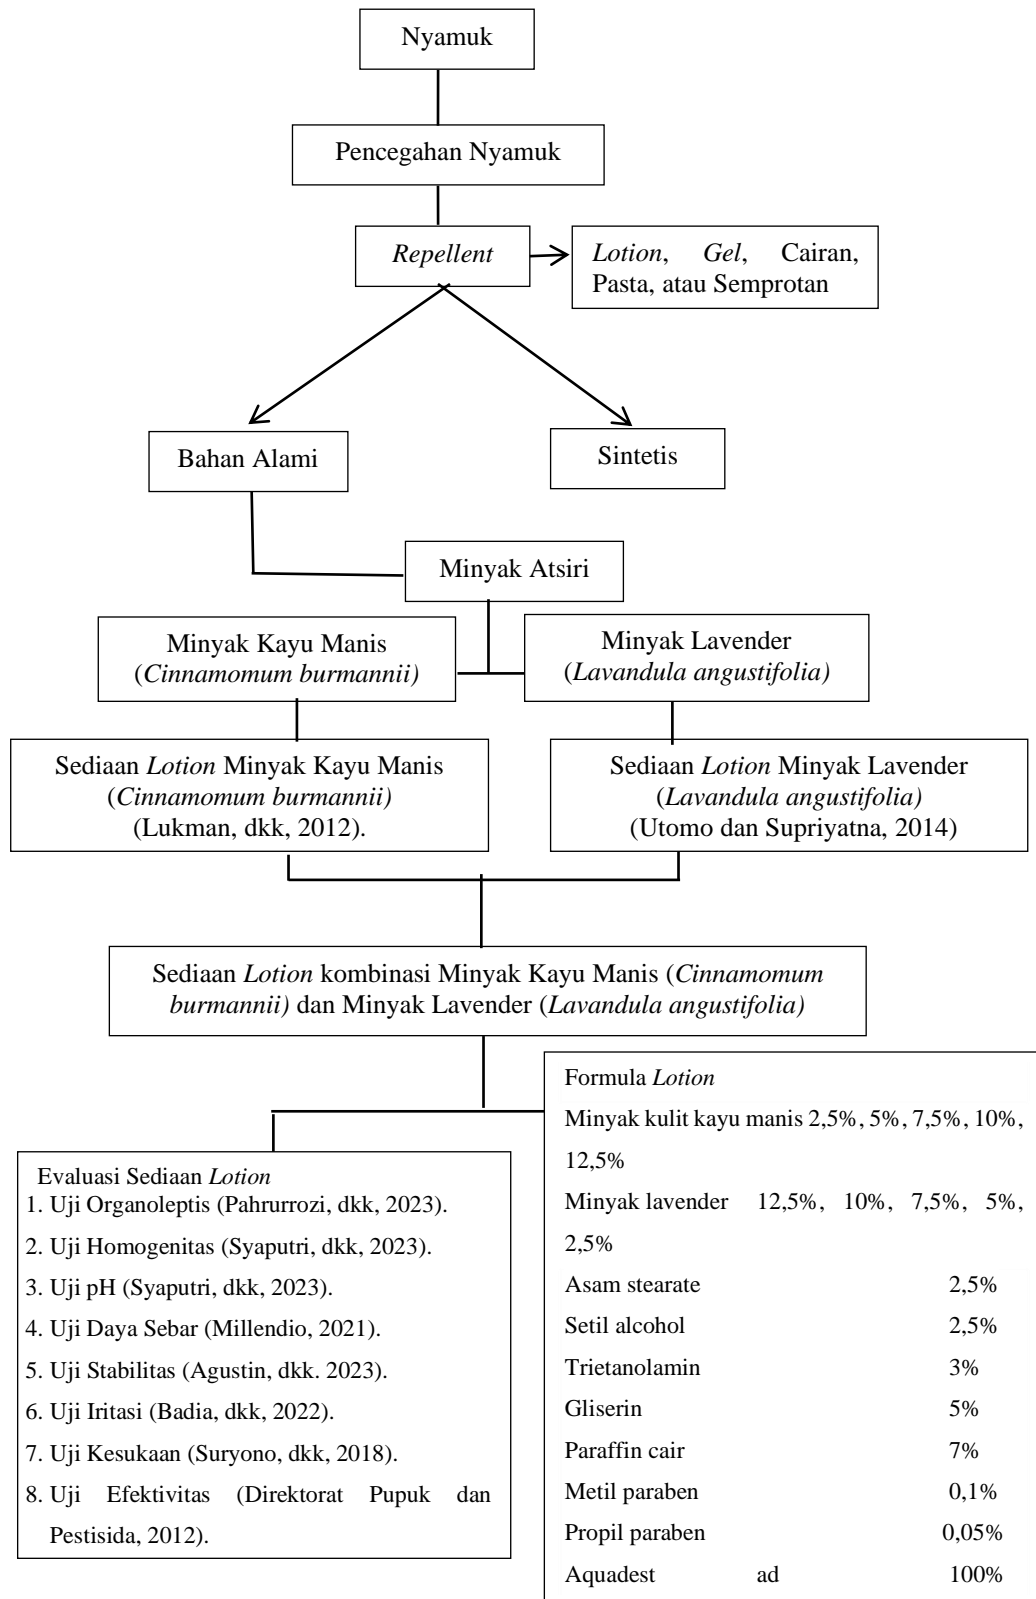 Nyamuk
Pencegahan Nyamuk
Repellent
Lotion, Gel, Cairan,
Pasta, atau Semprotan
Bahan Alami
Sintetis
Minyak Atsiri
Minyak Kayu Manis
(Cinnamomum burmannii)
Minyak Lavender
(Lavandula angustifolia)
Sediaan Lotion Minyak Kayu Manis
(Cinnamomum burmannii)
(Lukman, dkk, 2012).
Sediaan Lotion Minyak Lavender
(Lavandula angustifolia)
(Utomo dan Supriyatna, 2014)
Sediaan Lotion kombinasi Minyak Kayu Manis (Cinnamomum
burmannii) dan Minyak Lavender (Lavandula angustifolia)
Evaluasi Sediaan Lotion
1. Uji Organoleptis (Pahrurrozi, dkk, 2023).
2. Uji Homogenitas (Syaputri, dkk, 2023).
3. Uji pH (Syaputri, dkk, 2023).
4. Uji Daya Sebar (Millendio, 2021).
5. Uji Stabilitas (Agustin, dkk. 2023).
6. Uji Iritasi (Badia, dkk, 2022).
7. Uji Kesukaan (Suryono, dkk, 2018).
8. Uji Efektivitas (Direktorat Pupuk dan
Pestisida, 2012).
Formula Lotion
Minyak kulit kayu manis 2,5%, 5%, 7,5%, 10%,
12,5%
Minyak lavender 12,5%, 10%, 7,5%, 5%,
2,5%
Asam stearate 2,5%
Setil alcohol 2,5%
Trietanolamin 3%
Gliserin 5%
Paraffin cair 7%
Metil paraben 0,1%
Propil paraben 0,05%
Aquadest ad 100%